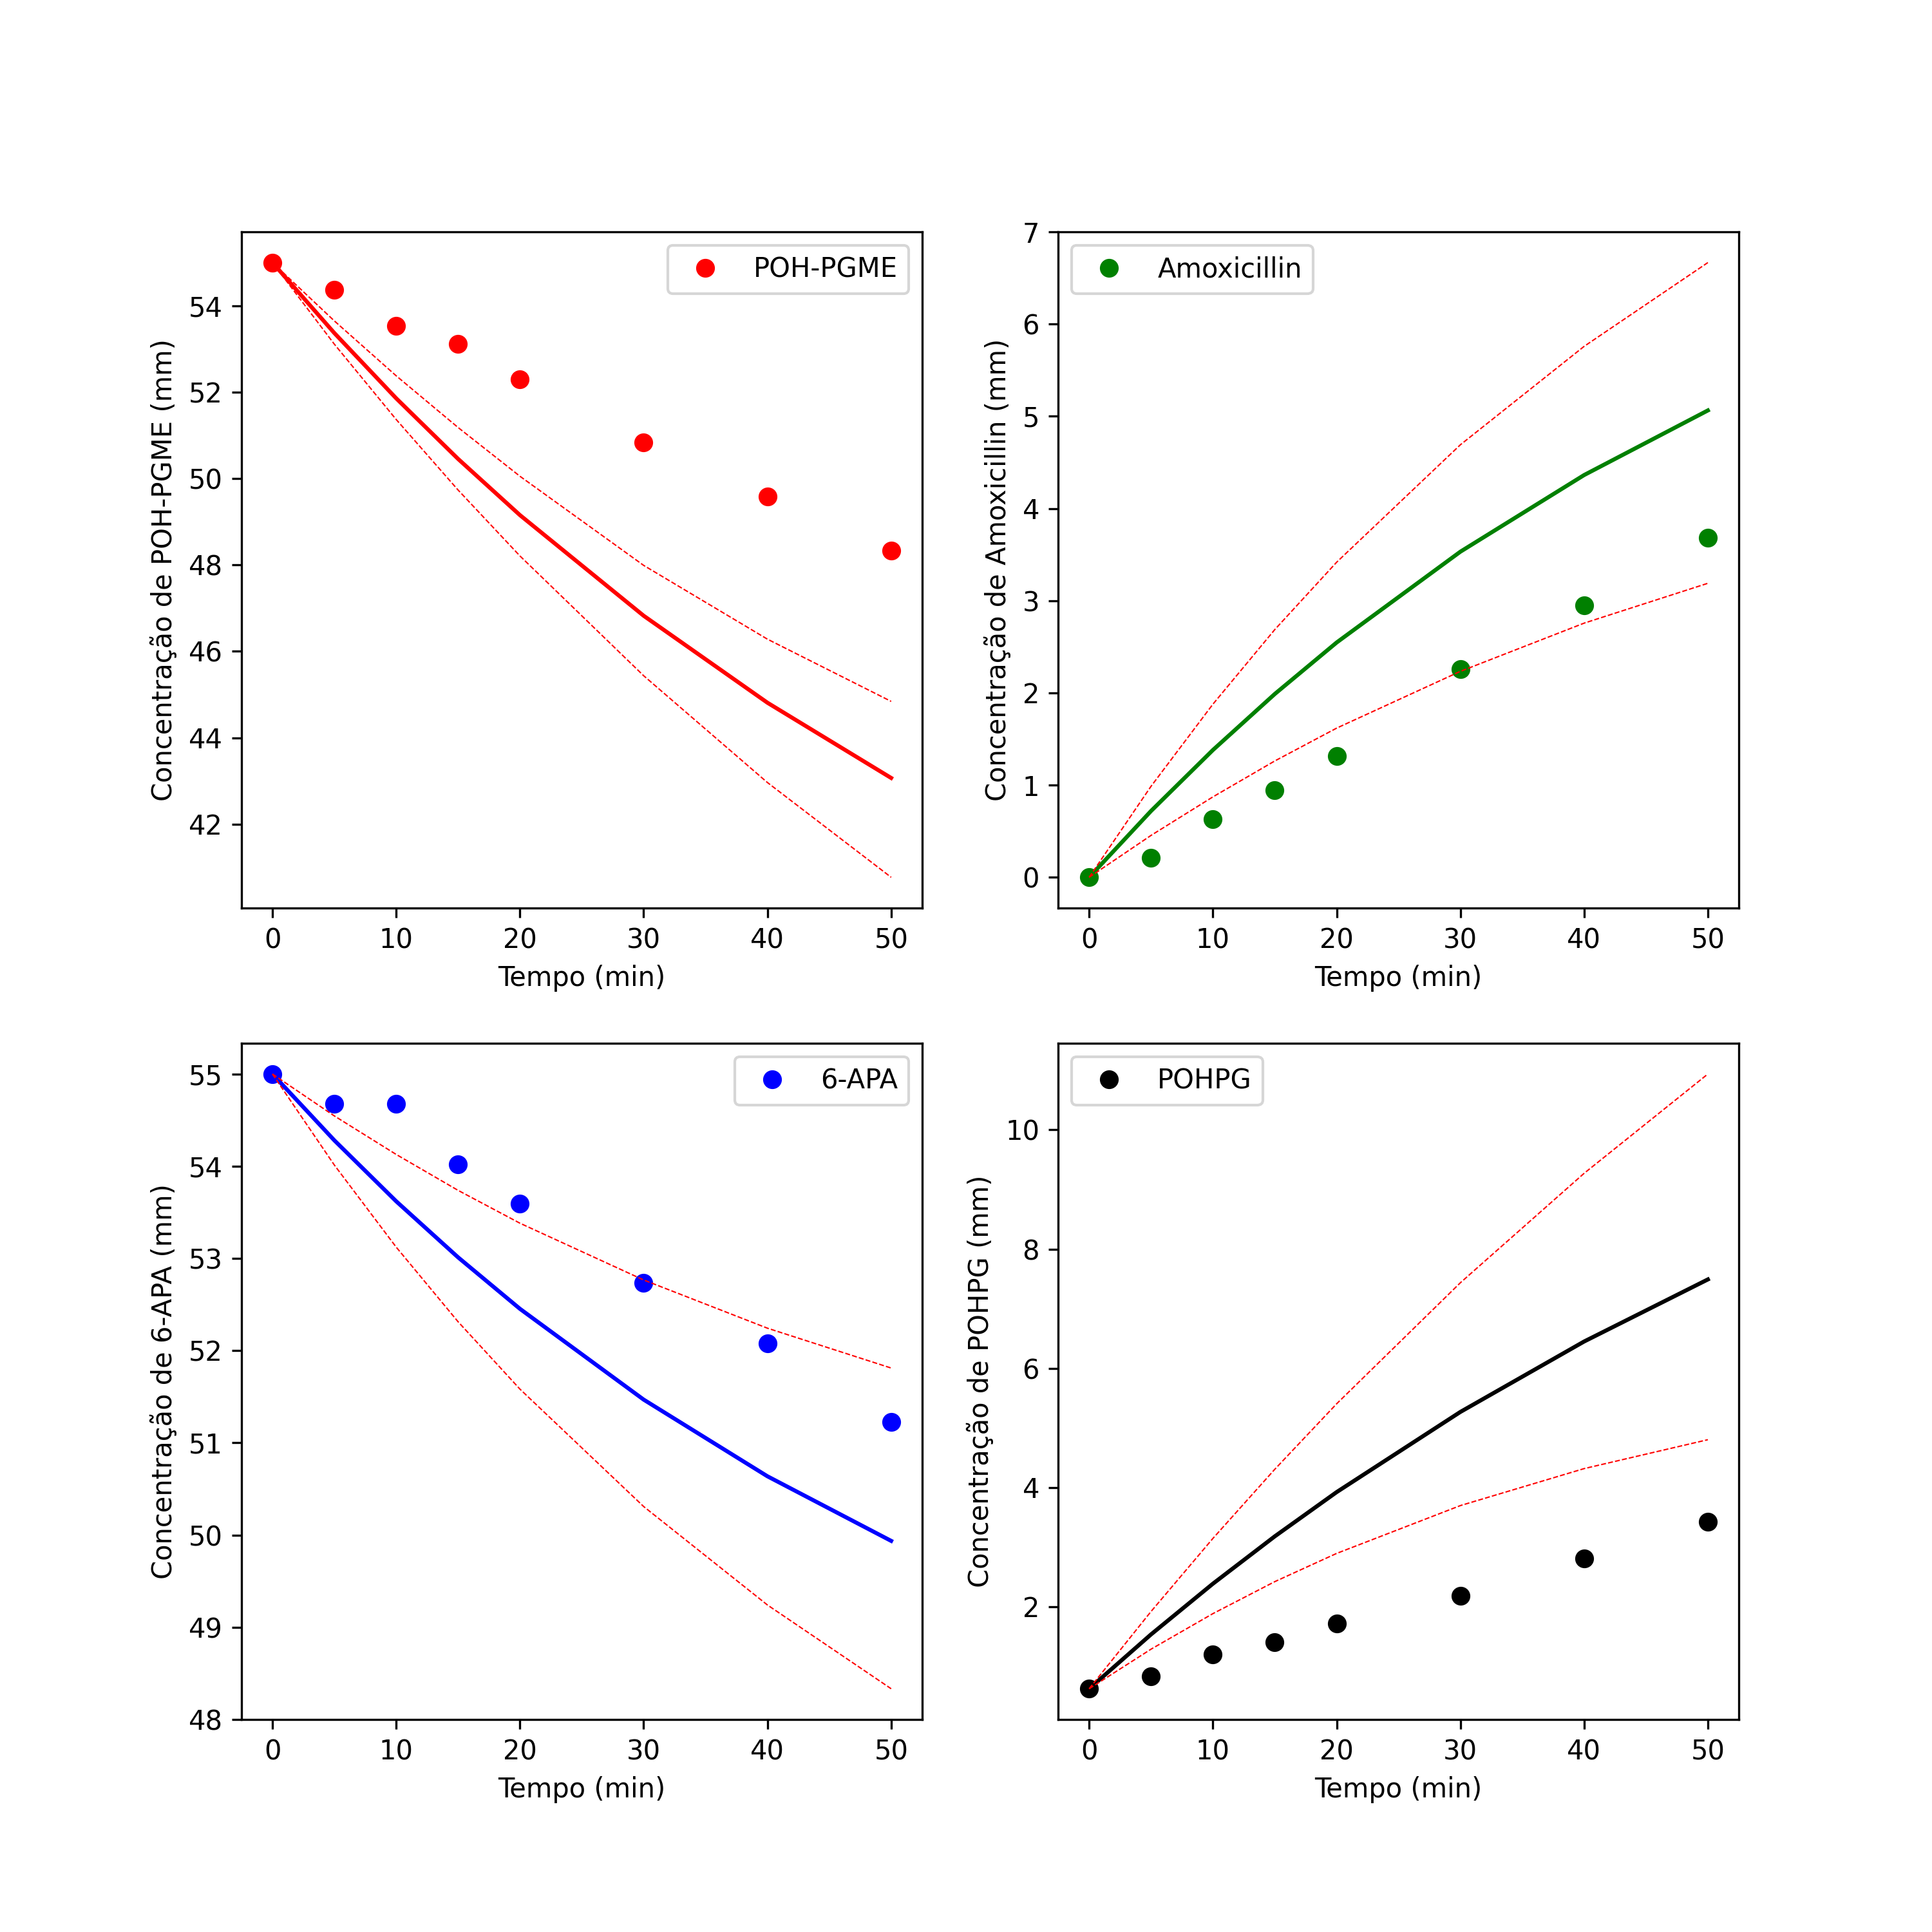 POH-PGME
54
52
50
48
46
44
42
Concentração de POH-PGME (mm)
0 10 20 30 40 50
Tempo (min)
Amoxicillin
7
6
5
4
3
2
1
0
Concentração de Amoxicillin (mm)
0 10 20 30 40 50
Tempo (min)
6-APA
55
54
53
52
51
50
49
48
Concentração de 6-APA (mm)
0 10 20 30 40 50
Tempo (min)
POHPG
10
8
6
4
2
Concentração de POHPG (mm)
0 10 20 30 40 50
Tempo (min)